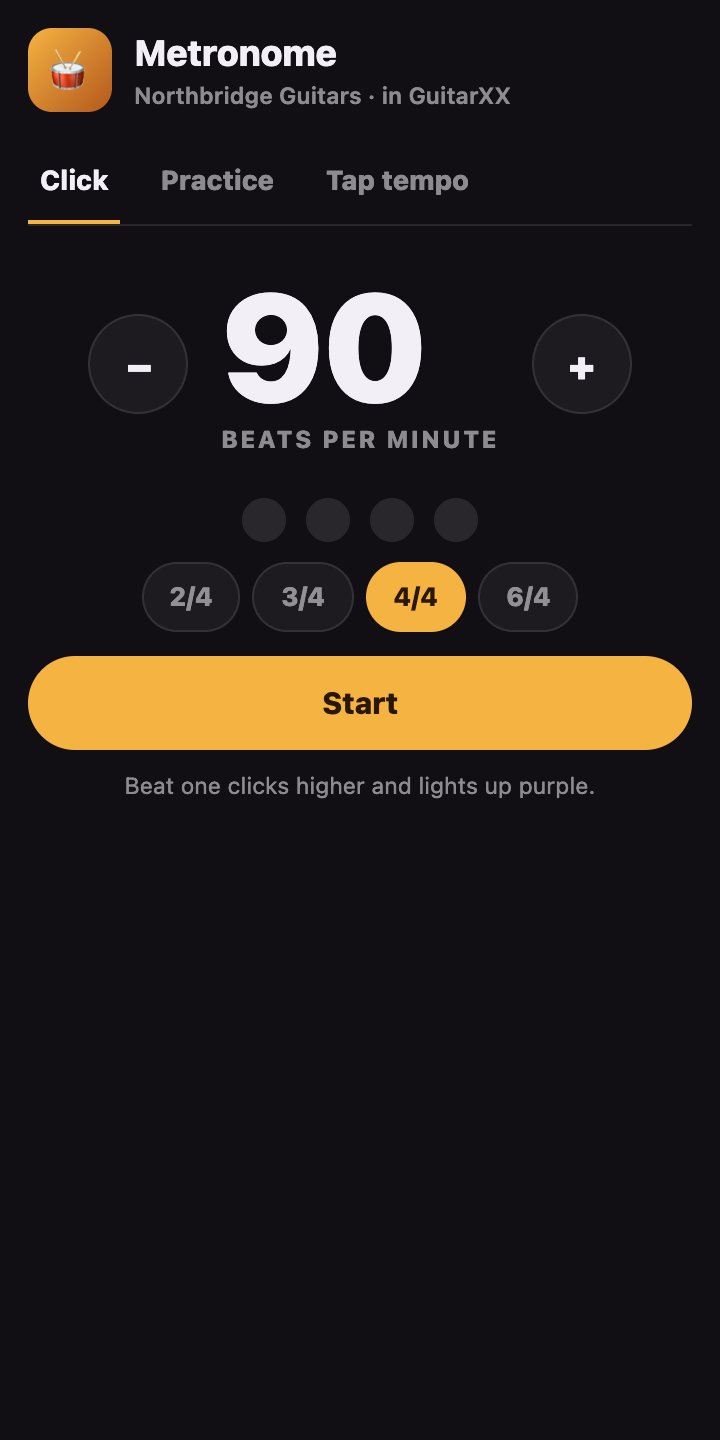 Metronome
Northbridge Guitars · in GuitarXX
Click Practice Tap tempo
– 90 +
BEATS PER MINUTE
2/4 3/4 4/4 6/4
Start
Beat one clicks higher and lights up purple.